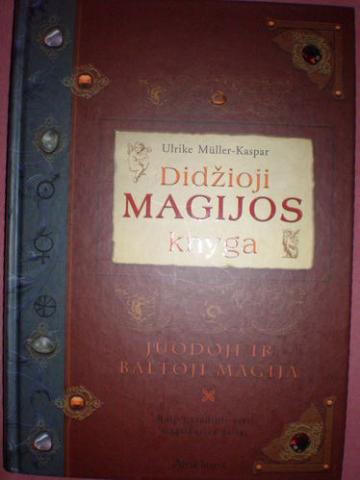 Ulrike Müller-Kaspar
Didžioji
MAGIJOS
knyga
JUODOJI IR
BALTOJI MAGIJA